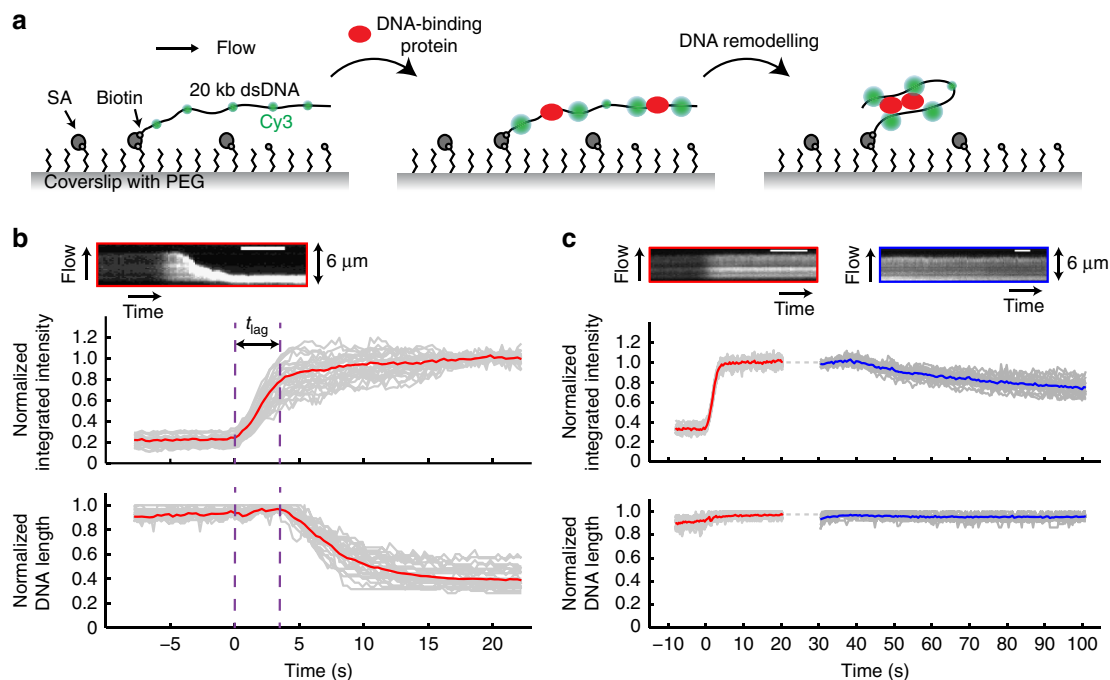 a
Flow
DNA-binding
protein
DNA remodelling
SA
Biotin
20 kb dsDNA
Cy3
Coverslip with PEG
b
Flow
6 μm
Time
t lag
Normalized
integrated intensity
1.2
1.0
0.8
0.6
0.4
0.2
0
Normalized
DNA length
1.0
0.8
0.6
0.4
0.2
0
−5 0 5 10 15 20
Time (s)
c
Flow
Time
Flow
6 μm
Time
Normalized
integrated intensity
1.2
1.0
0.8
0.6
0.4
0.2
0
Normalized
DNA length
1.0
0.8
0.6
0.4
0.2
−10 0 10 20 30 40 50 60 70 80 90 100
Time (s)